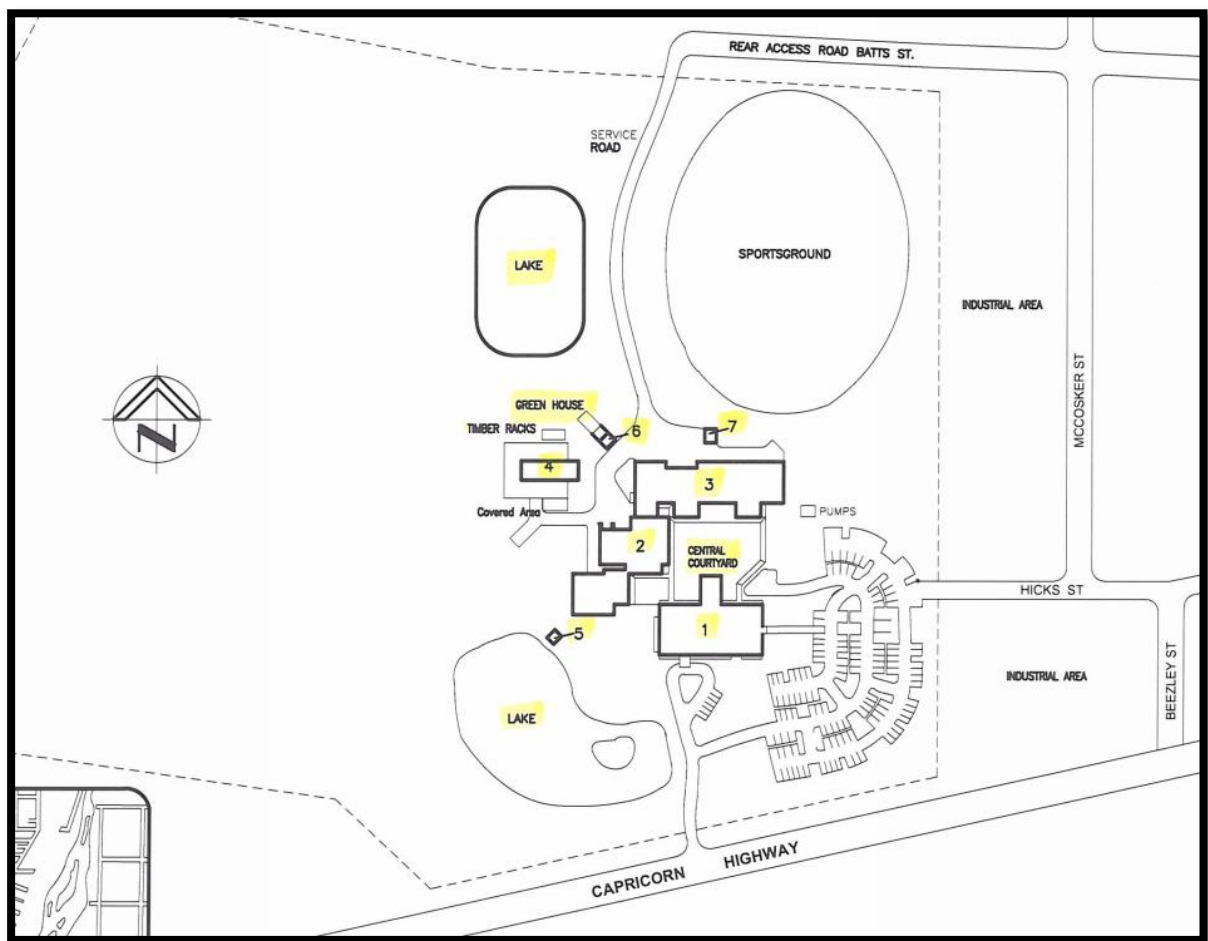 REAR ACCESS ROAD BATTS ST.
SERVICE
ROAD
LAKE
SPORTSGROUND
INDUSTRIAL AREA
MCCOSKER ST
GREEN HOUSE
TIMBER RACKS
6
7
4
3
Covered Area
PUMPS
2
CENTRAL
COURTYARD
HICKS ST
1
5
INDUSTRIAL AREA
BEEZLEY ST
LAKE
CAPRICORN HIGHWAY
N